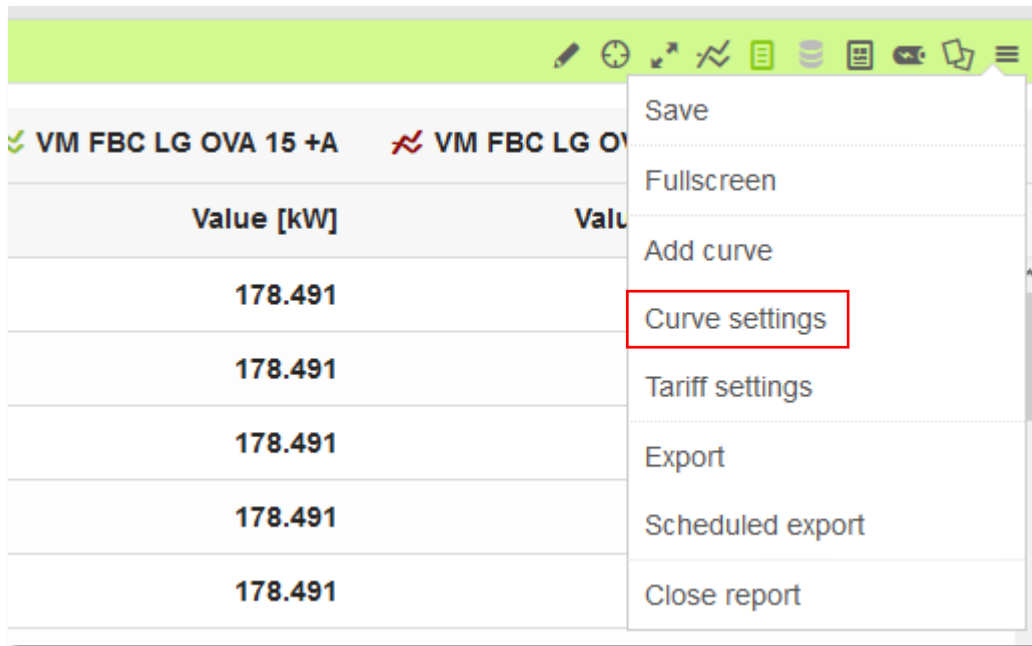 VM FBC LG OVA 15 +A
VM FBC LG
Value [kW]
178.491
178.491
178.491
178.491
178.491
Save
Fullscreen
Add curve
Curve settings
Tariff settings
Export
Scheduled export
Close report